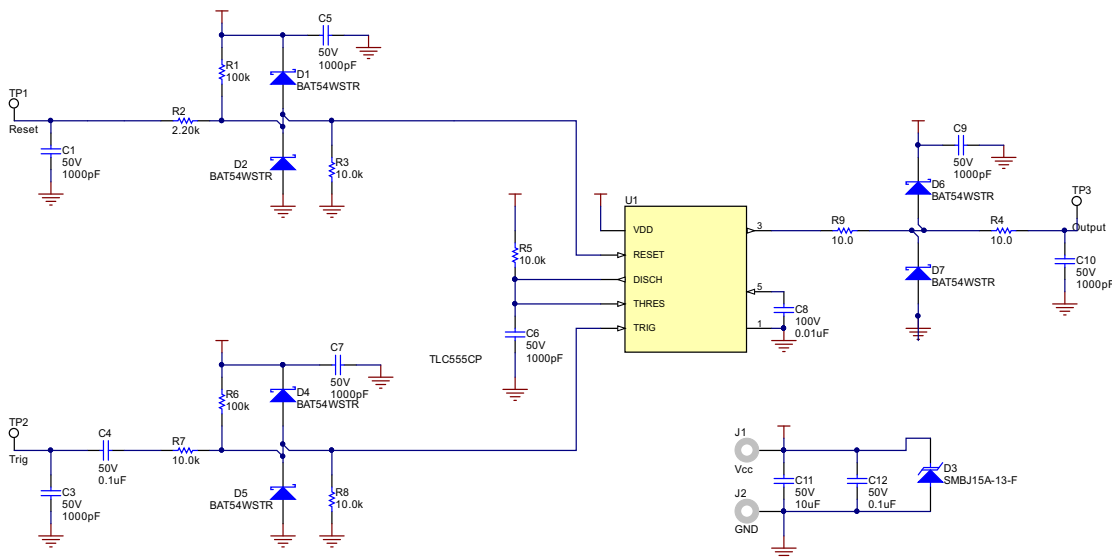 C5
50V
1000pF
R1
100k
D1
BAT54WSTR
TP1
Reset
R2
2.20k
C1
50V
1000pF
D2
BAT54WSTR
R3
10.0k
C9
50V
1000pF
D6
BAT54WSTR
TP3
Output
R9
10.0
R4
10.0
D7
BAT54WSTR
C10
50V
1000pF
U1
VDD
RESET
DISCH
THRES
TRIG
3
5
1
R5
10.0k
C6
50V
1000pF
TLC555CP
C8
100V
0.01uF
C7
50V
1000pF
R6
100k
D4
BAT54WSTR
TP2
Trig
C4
50V
0.1uF
R7
10.0k
C3
50V
1000pF
D5
BAT54WSTR
R8
10.0k
J1
Vcc
J2
GND
C11
50V
10uF
C12
50V
0.1uF
D3
SMBJ15A-13-F